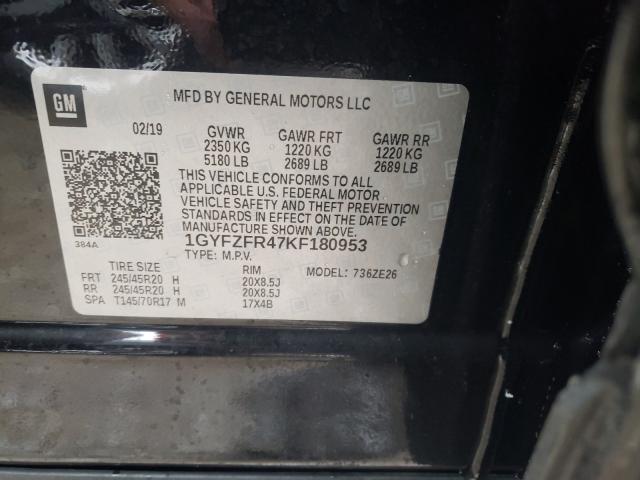 GM
MFD BY GENERAL MOTORS LLC
02/19 GVWR GAWR FRT GAWR RR
2350 KG 1220 KG 1220 KG
5180 LB 2689 LB 2689 LB
THIS VEHICLE CONFORMS TO ALL
APPLICABLE U.S. FEDERAL MOTOR
VEHICLE SAFETY AND THEFT PREVENTION
STANDARDS IN EFFECT ON THE DATE OF
MANUFACTURE SHOWN ABOVE.
384A
1GYFZFR47KF180953
TYPE: M.P.V.
TIRE SIZE RIM MODEL: 736ZE26
FRT 245/45R20 H 20X8.5J
RR 245/45R20 H 20X8.5J
SPA T145/70R17 M 17X4B